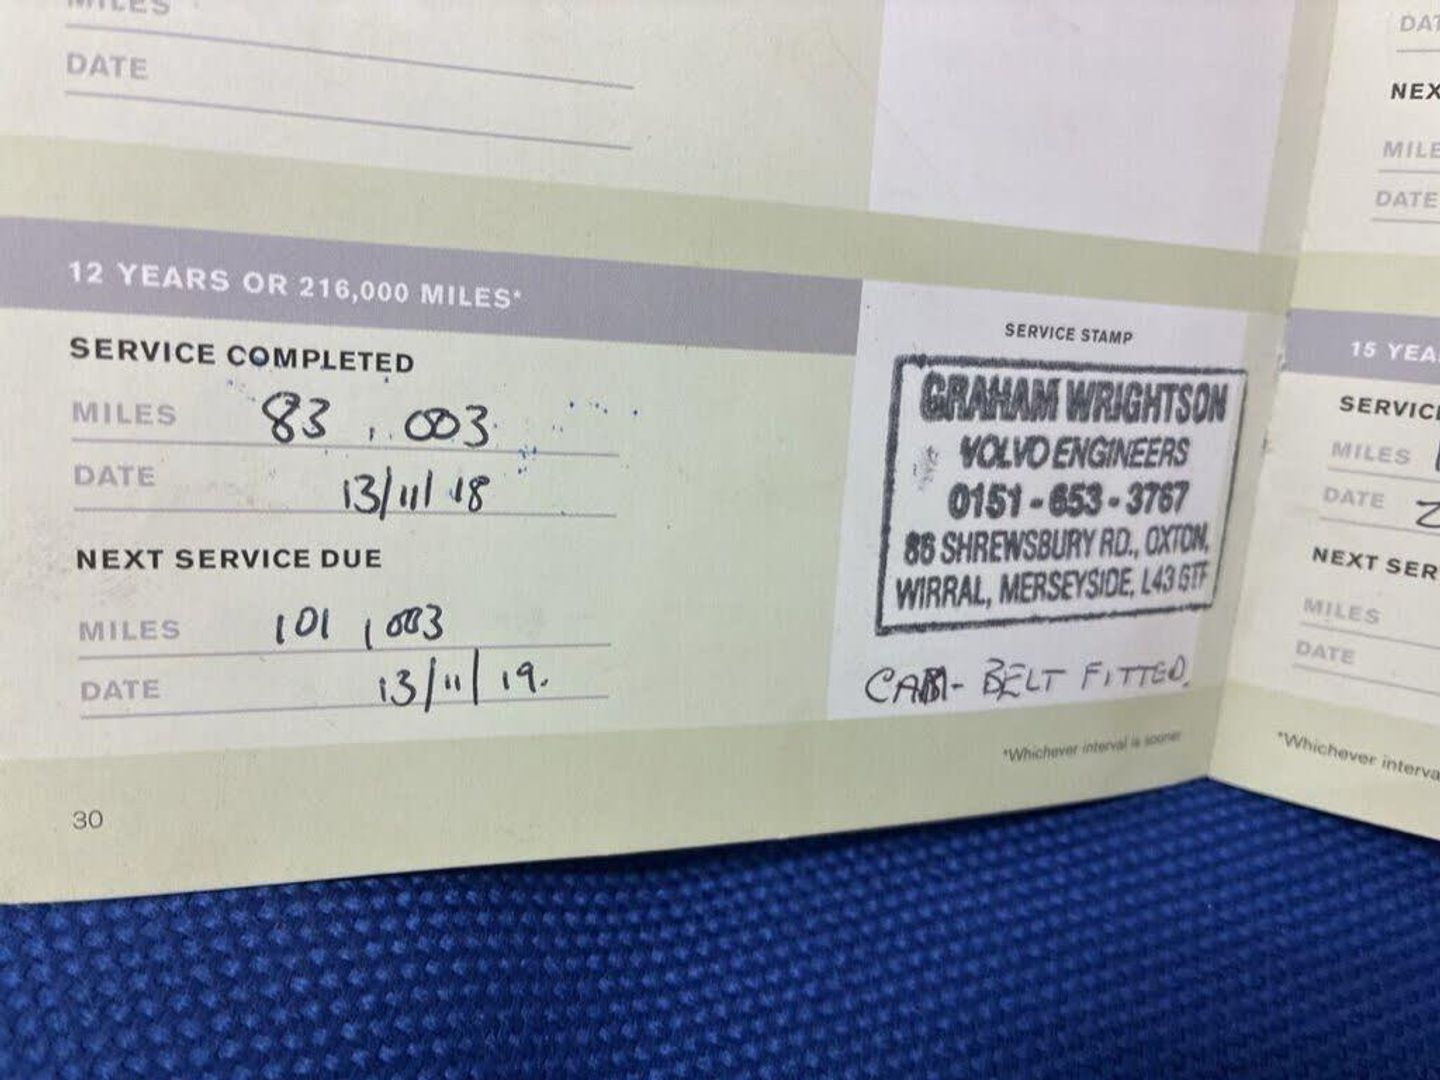 MILES
DATE
12 YEARS OR 216,000 MILES*
SERVICE COMPLETED
MILES 83,003
DATE 13/11/18
NEXT SERVICE DUE
MILES 101,003
DATE 13/11/19.
SERVICE STAMP
GRAHAM WRIGHTSON
VOLVO ENGINEERS
0151-653-3767
86 SHREWSBURY RD., OXTON,
WIRRAL, MERSEYSIDE, L43
CAM-BELT FITTED
*Whichever interval is sooner
30
DAT
NEX
MILE
DATE
15 YEA
SERVIC
MILES
DATE
NEXT SER
MILES
DATE
*Whichever interva